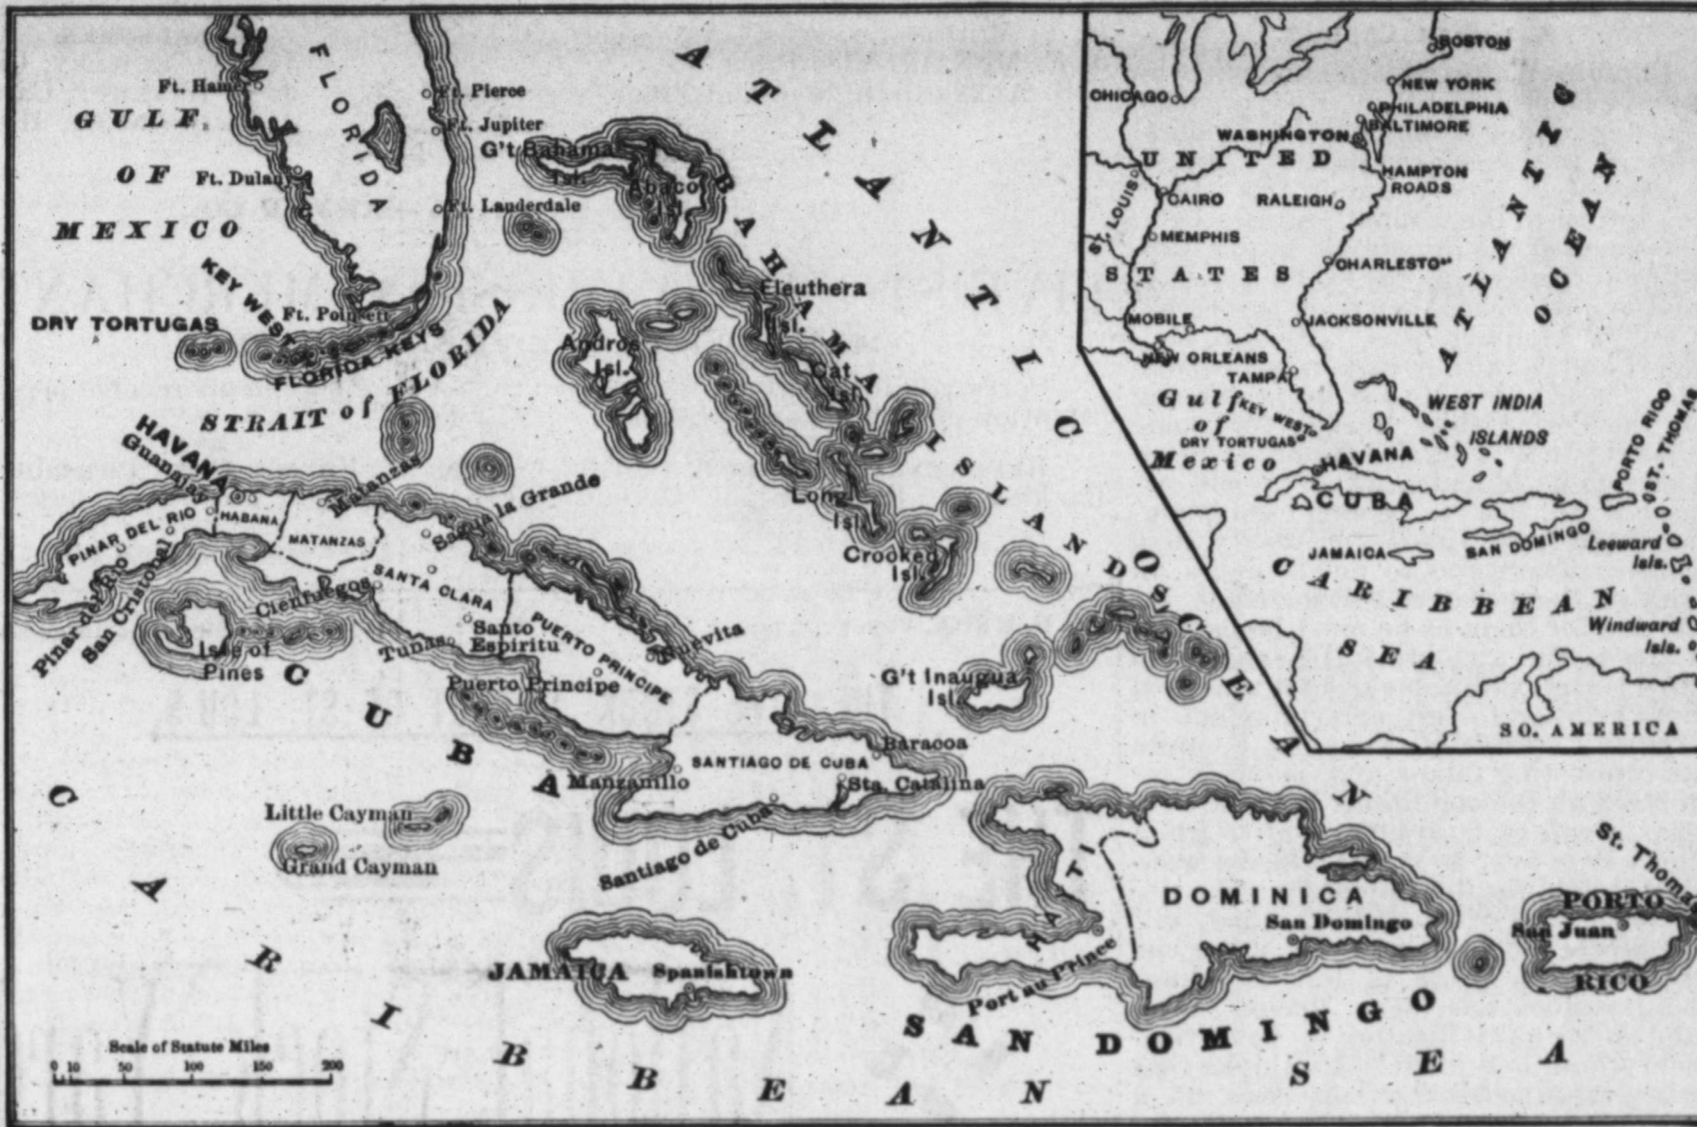 ATLANTIC OCEAN
FLORIDA
Ft. Hamer
Ft. Pierce
GULF
OF
MEXICO
Ft. Jupiter
Ft. Dulany
Ft. Lauderdale
G't Bahama
Isl.
Abaco
Isl.
BAHAMA ISLANDS
KEY WEST
Ft. Poinsett
DRY TORTUGAS
FLORIDA KEYS
STRAIT of FLORIDA
Eleuthera
Isl.
Andros
Isl.
Cat
Isl.
Long
Isl.
Crooked
Isl.
G't Inaugua
Isl.
HAVANA
Guanajay
Matanzas
Sagua la Grande
PINAR DEL RIO
HABANA
MATANZAS
SANTA CLARA
PUERTO PRINCIPE
SANTIAGO DE CUBA
Pinar del Rio
San Cristobal
Cienfuegos
Isle of
Pines
Tunas
Santo
Espiritu
Nuevitas
Puerto Principe
CUBA
Baracoa
Manzanillo
Sta. Catalina
Santiago de Cuba
Little Cayman
Grand Cayman
JAMAICA
Spanishtown
HAITI
Port au Prince
DOMINICA
San Domingo
SAN DOMINGO
St. Thomas
PORTO
San Juan
RICO
CARIBBEAN SEA
Scale of Statute Miles
0 10 50 100 150 200
BOSTON
NEW YORK
CHICAGO
PHILADELPHIA
BALTIMORE
WASHINGTON
UNITED
STATES
HAMPTON
ROADS
ST. LOUIS
CAIRO
RALEIGH
MEMPHIS
CHARLESTON
MOBILE
JACKSONVILLE
NEW ORLEANS
TAMPA
ATLANTIC
OCEAN
Gulf
of
Mexico
KEY WEST
DRY TORTUGAS
WEST INDIA
ISLANDS
HAVANA
CUBA
PORTO RICO
ST. THOMAS
JAMAICA
SAN DOMINGO
Leeward
Isls.
CARIBBEAN
SEA
Windward
Isls.
SO. AMERICA